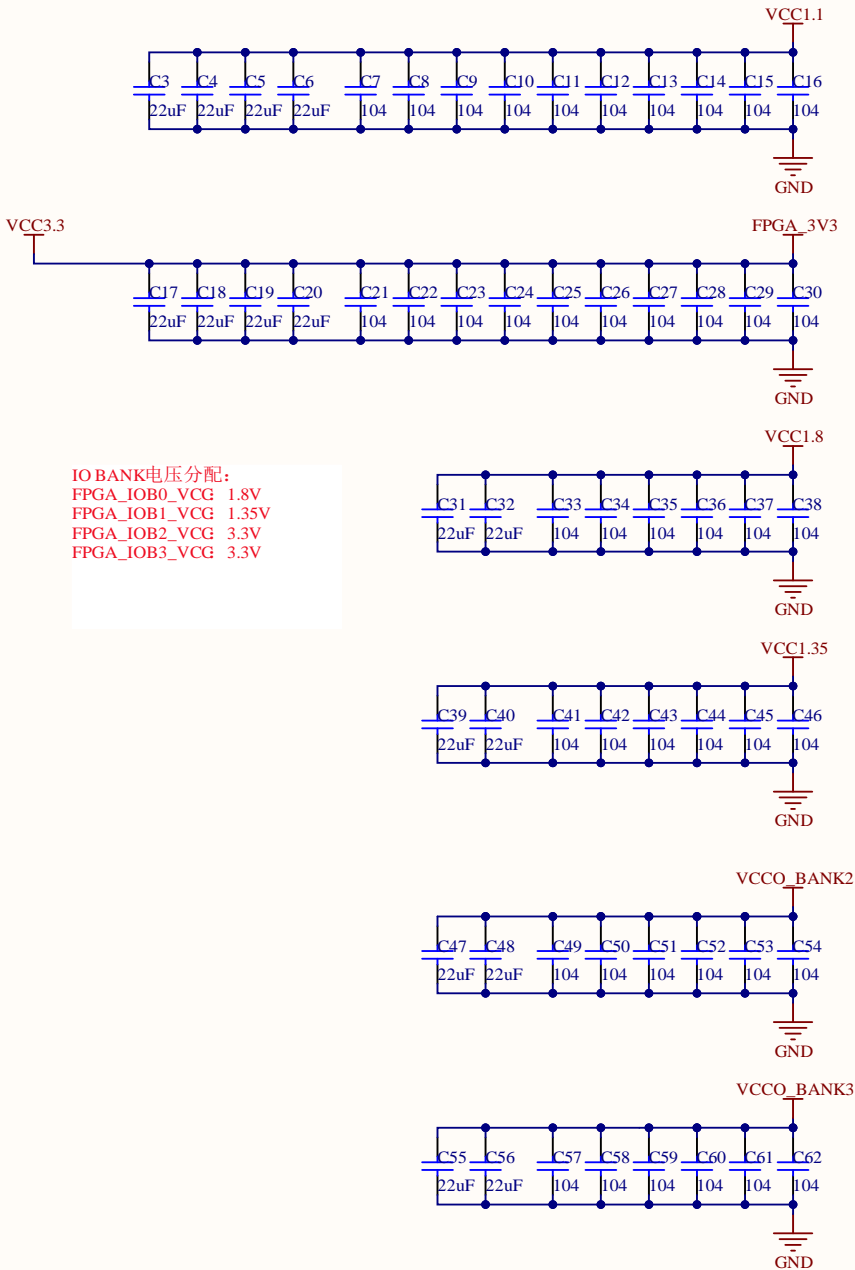 VCC1.1
C3 C4 C5 C6 C7 C8 C9 C10 C11 C12 C13 C14 C15 C16
22uF 22uF 22uF 22uF 104 104 104 104 104 104 104 104 104 104
GND
VCC3.3 FPGA_3V3
C17 C18 C19 C20 C21 C22 C23 C24 C25 C26 C27 C28 C29 C30
22uF 22uF 22uF 22uF 104 104 104 104 104 104 104 104 104 104
GND
VCC1.8
IO BANK电压分配：
FPGA_IOB0_VCC: 1.8V
FPGA_IOB1_VCC: 1.35V
FPGA_IOB2_VCC: 3.3V
FPGA_IOB3_VCC: 3.3V
C31 C32 C33 C34 C35 C36 C37 C38
22uF 22uF 104 104 104 104 104 104
GND
VCC1.35
C39 C40 C41 C42 C43 C44 C45 C46
22uF 22uF 104 104 104 104 104 104
GND
VCCO_BANK2
C47 C48 C49 C50 C51 C52 C53 C54
22uF 22uF 104 104 104 104 104 104
GND
VCCO_BANK3
C55 C56 C57 C58 C59 C60 C61 C62
22uF 22uF 104 104 104 104 104 104
GND